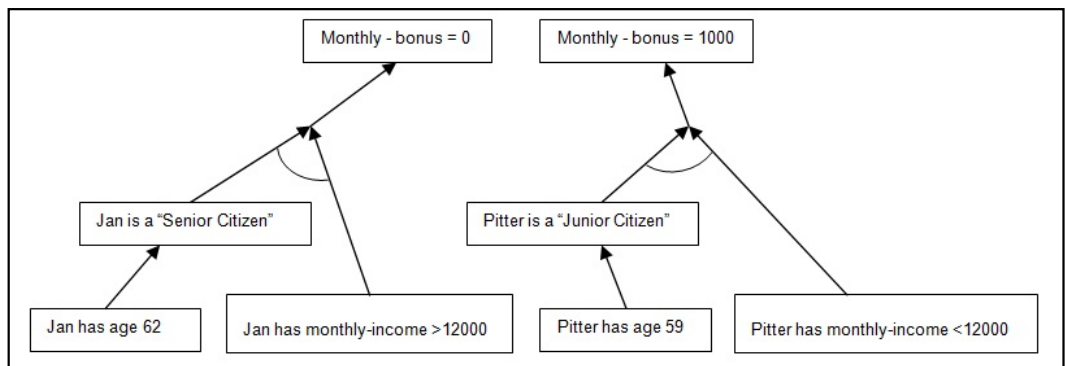 Monthly - bonus = 0
Monthly - bonus = 1000
Jan is a “Senior Citizen”
Pitter is a “Junior Citizen”
Jan has age 62
Jan has monthly-income >12000
Pitter has age 59
Pitter has monthly-income <12000